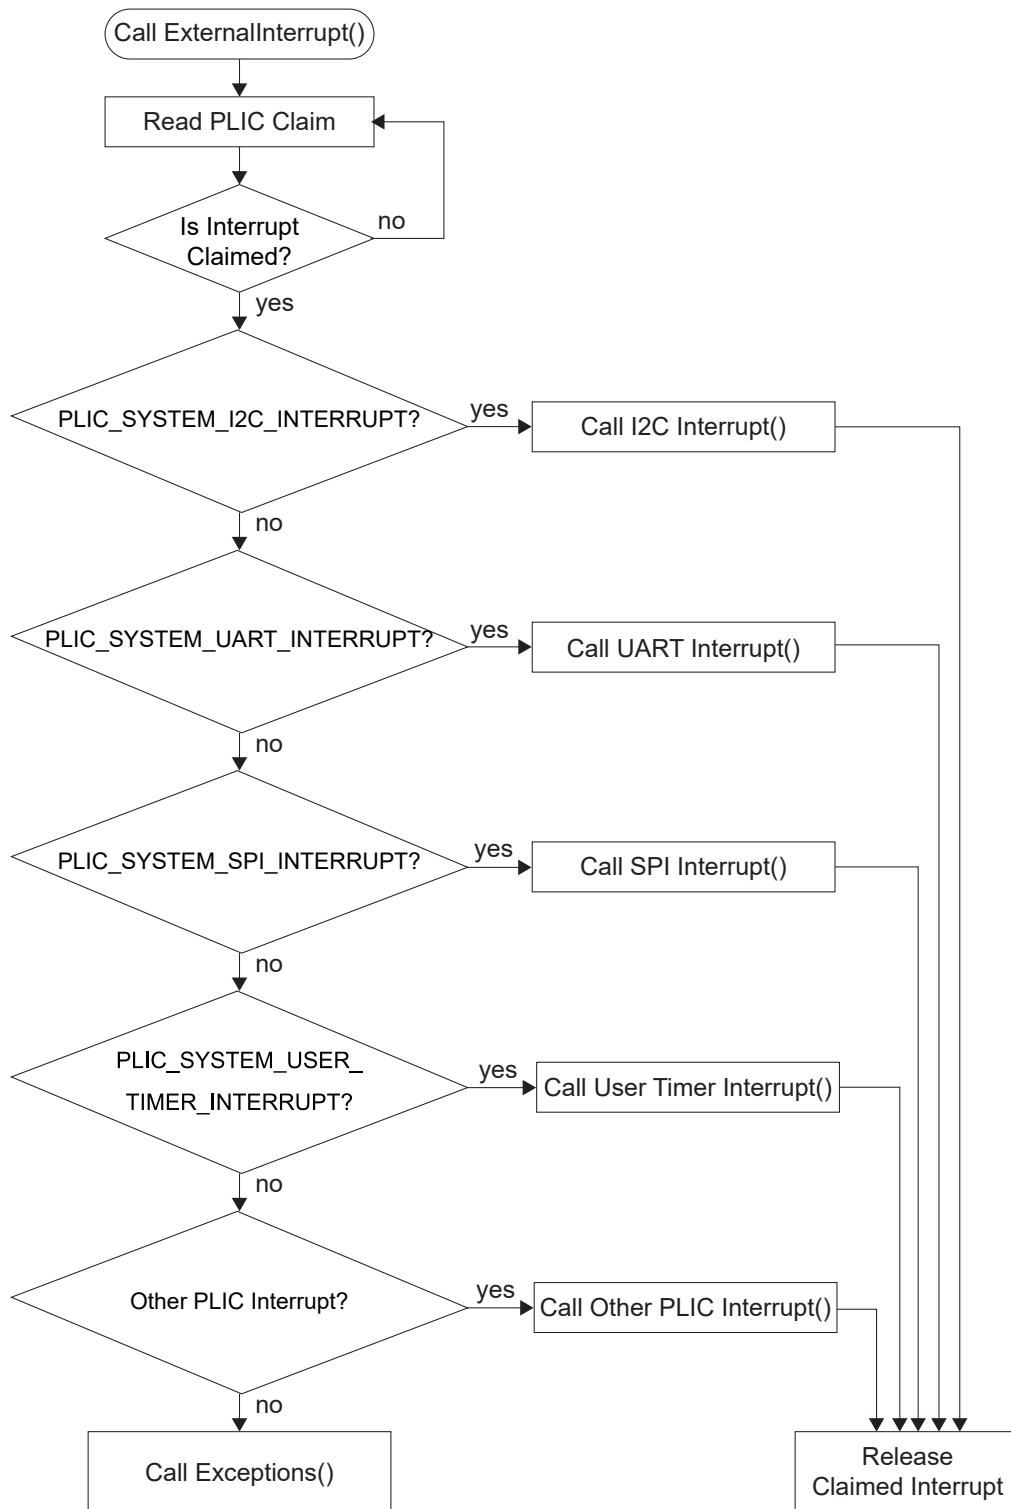 Call ExternalInterrupt()
Read PLIC Claim
Is Interrupt
Claimed?
no
yes
PLIC_SYSTEM_I2C_INTERRUPT?
yes
Call I2C Interrupt()
no
PLIC_SYSTEM_UART_INTERRUPT?
yes
Call UART Interrupt()
no
PLIC_SYSTEM_SPI_INTERRUPT?
yes
Call SPI Interrupt()
no
PLIC_SYSTEM_USER_
TIMER_INTERRUPT?
yes
Call User Timer Interrupt()
no
Other PLIC Interrupt?
yes
Call Other PLIC Interrupt()
no
Call Exceptions()
Release
Claimed Interrupt